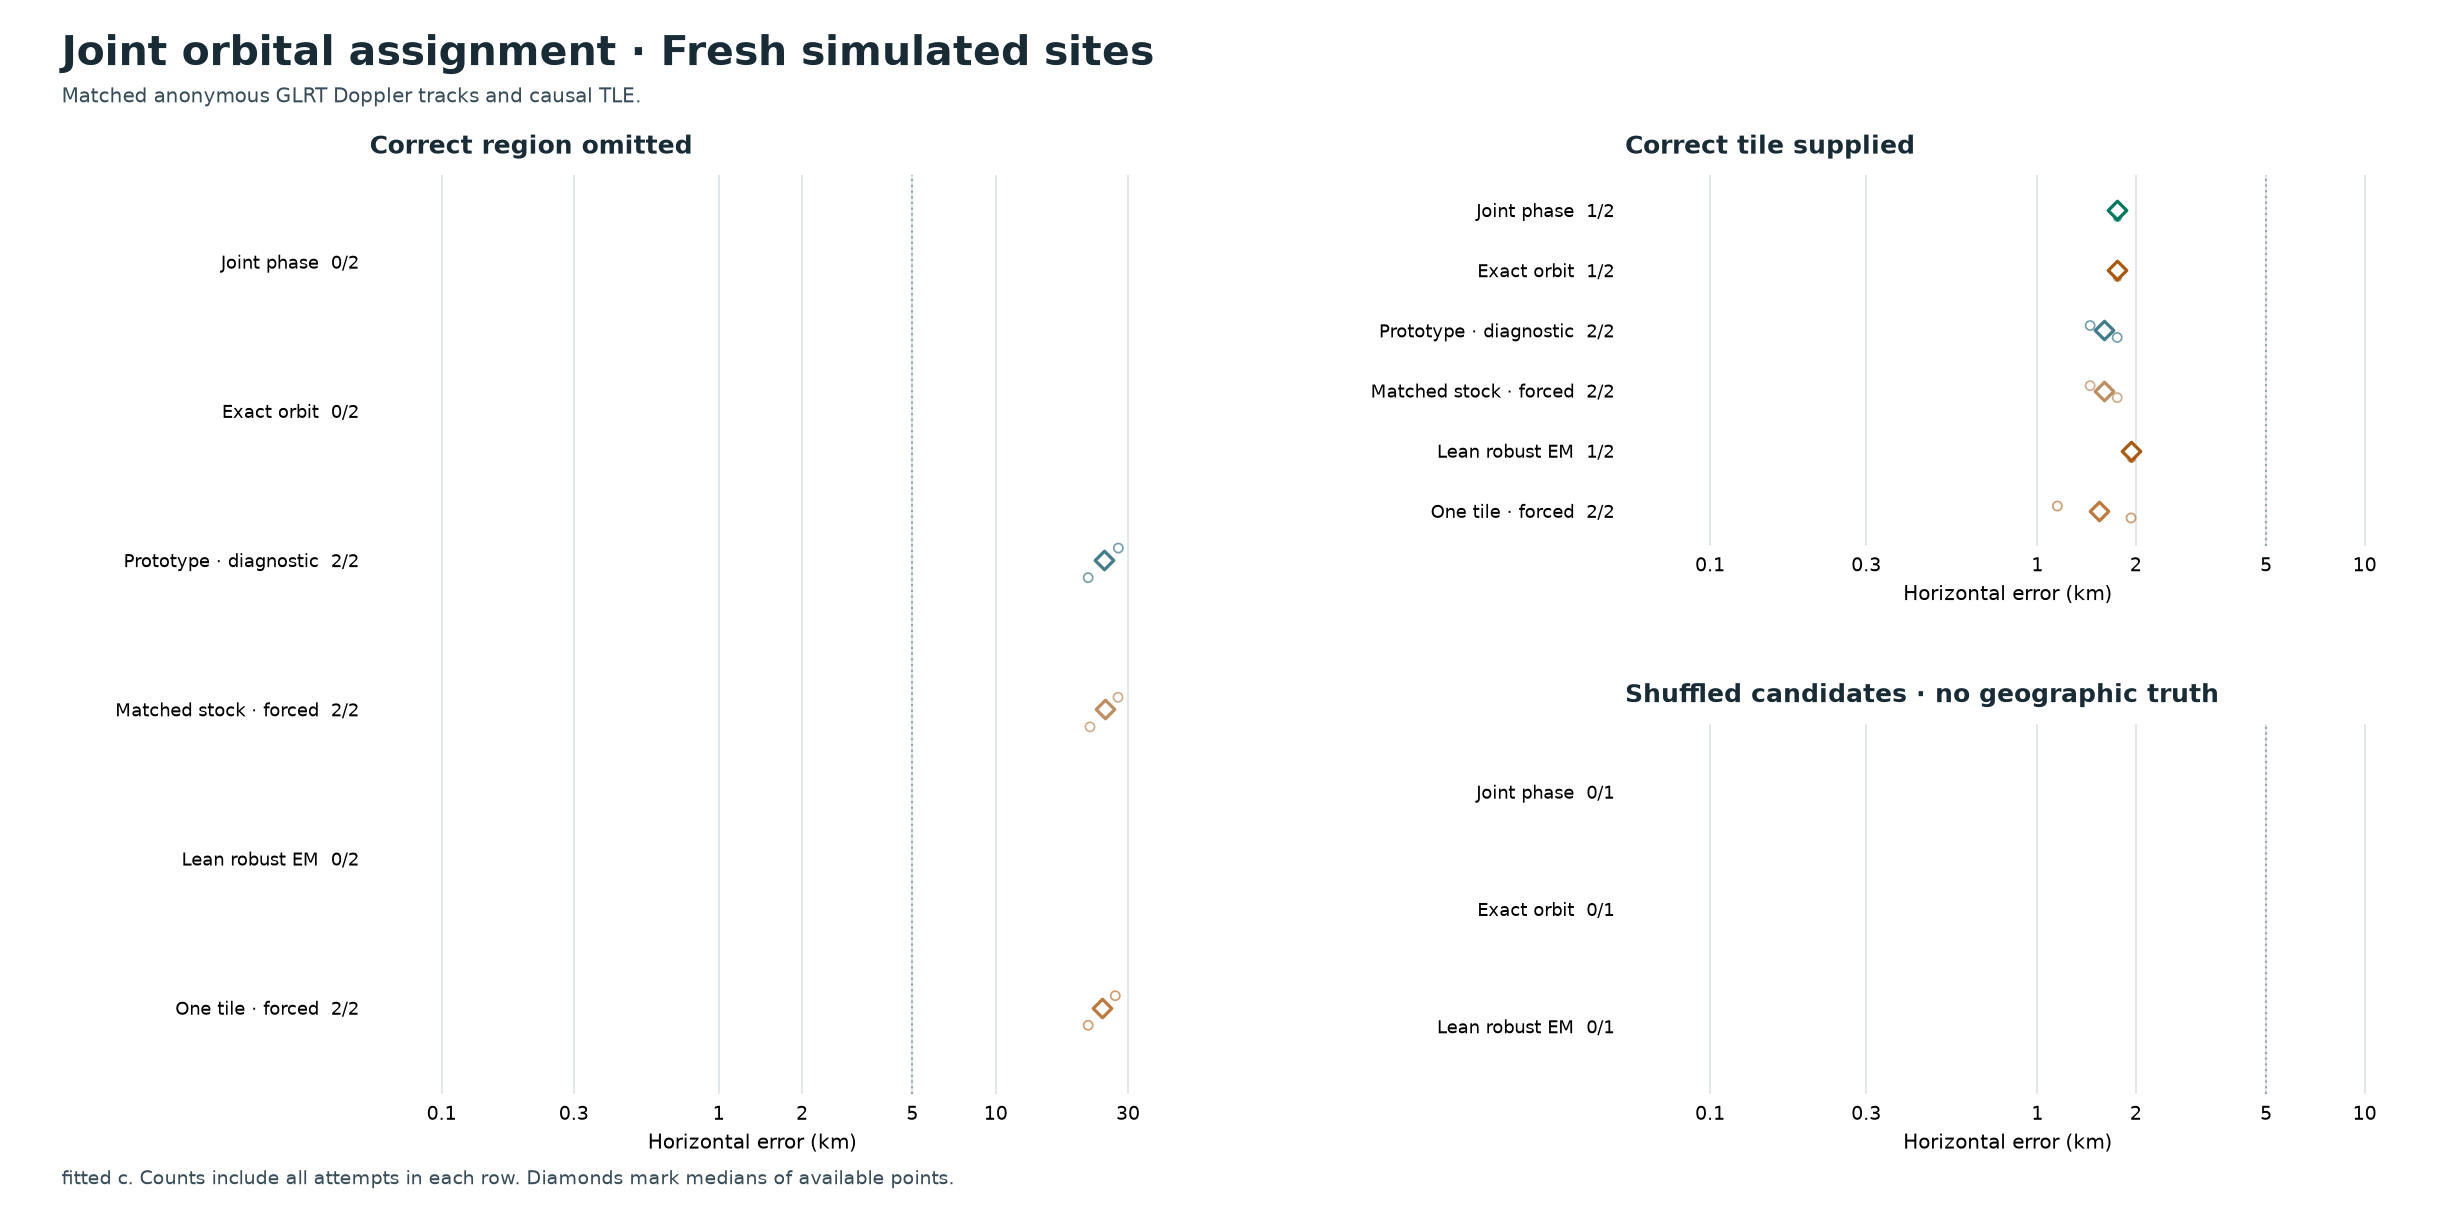 Joint orbital assignment · Fresh simulated sites
Matched anonymous GLRT Doppler tracks and causal TLE.
Correct region omitted
Joint phase 0/2
Exact orbit 0/2
Prototype · diagnostic 2/2
Matched stock · forced 2/2
Lean robust EM 0/2
One tile · forced 2/2
0.1 0.3 1 2 5 10 30
Horizontal error (km)
Correct tile supplied
Joint phase 1/2
Exact orbit 1/2
Prototype · diagnostic 2/2
Matched stock · forced 2/2
Lean robust EM 1/2
One tile · forced 2/2
0.1 0.3 1 2 5 10
Horizontal error (km)
Shuffled candidates · no geographic truth
Joint phase 0/1
Exact orbit 0/1
Lean robust EM 0/1
0.1 0.3 1 2 5 10
Horizontal error (km)
fitted c. Counts include all attempts in each row. Diamonds mark medians of available points.